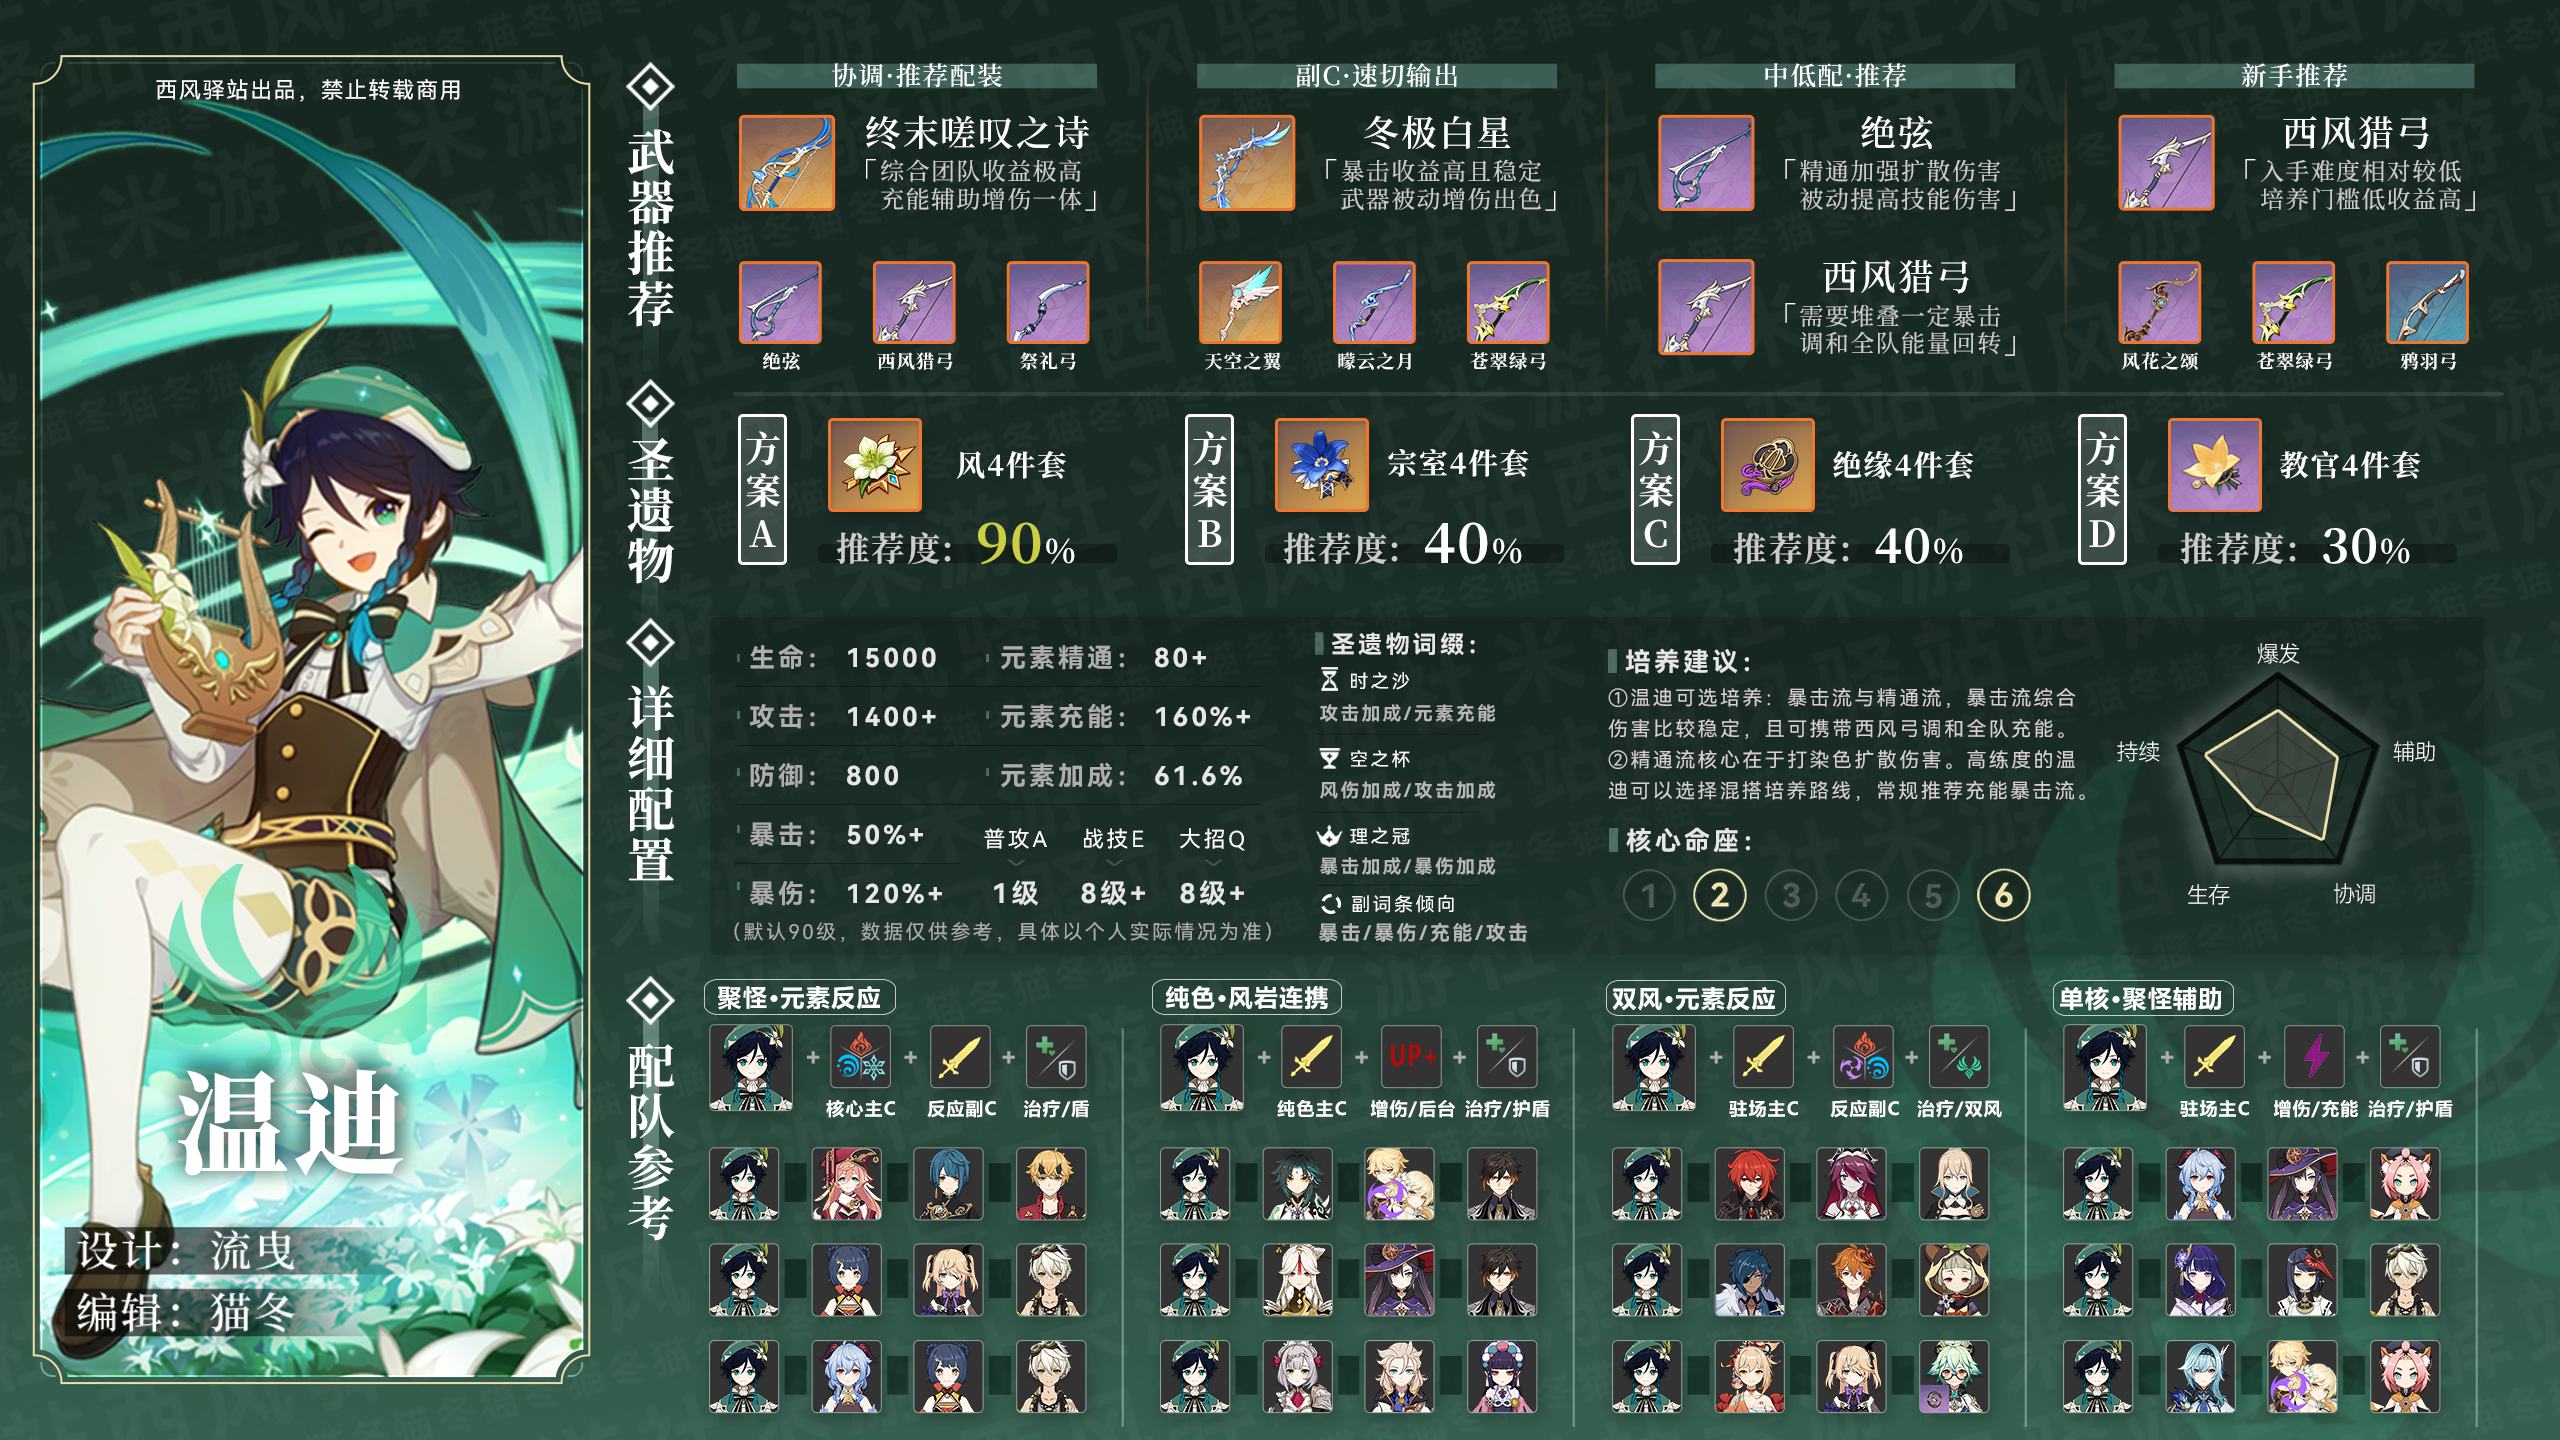 西风驿站出品，禁止转载商用
温迪
设计：流曳
编辑：猫冬
武器推荐
协调·推荐配装
终末嗟叹之诗
「综合团队收益极高
充能辅助增伤一体」
绝弦
西风猎弓
祭礼弓
副C·速切输出
冬极白星
「暴击收益高且稳定
武器被动增伤出色」
天空之翼
曚云之月
苍翠绿弓
中低配·推荐
绝弦
「精通加强扩散伤害
被动提高技能伤害」
西风猎弓
「需要堆叠一定暴击
调和全队能量回转」
新手推荐
西风猎弓
「入手难度相对较低
培养门槛低收益高」
风花之颂
苍翠绿弓
鸦羽弓
圣遗物
方案A
风4件套
推荐度：90%
方案B
宗室4件套
推荐度：40%
方案C
绝缘4件套
推荐度：40%
方案D
教官4件套
推荐度：30%
详细配置
生命：15000
元素精通：80+
攻击：1400+
元素充能：160%+
防御：800
元素加成：61.6%
暴击：50%+
普攻A 战技E 大招Q
暴伤：120%+
1级 8级+ 8级+
（默认90级，数据仅供参考，具体以个人实际情况为准）
圣遗物词缀：
时之沙
攻击加成/元素充能
空之杯
风伤加成/攻击加成
理之冠
暴击加成/暴伤加成
副词条倾向
暴击/暴伤/充能/攻击
培养建议：
①温迪可选培养：暴击流与精通流，暴击流综合
伤害比较稳定，且可携带西风弓调和全队充能。
②精通流核心在于打染色扩散伤害。高练度的温
迪可以选择混搭培养路线，常规推荐充能暴击流。
核心命座：
1 2 3 4 5 6
爆发
持续
辅助
生存
协调
配队参考
聚怪·元素反应
+ + +
核心主C 反应副C 治疗/盾
纯色·风岩连携
+ + UP+ +
纯色主C 增伤/后台 治疗/护盾
双风·元素反应
+ + +
驻场主C 反应副C 治疗/双风
单核·聚怪辅助
+ + +
驻场主C 增伤/充能 治疗/护盾